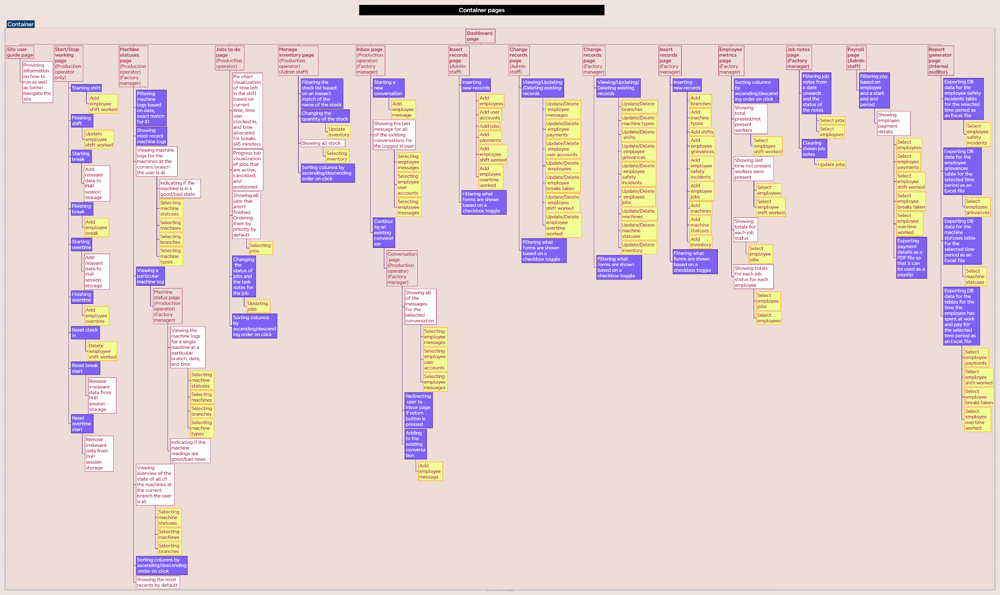 Container pages
Container
Dashboard
page
Site user
guide page
Providing
information
on how to
run as well
as better
navigate the
site
Start/Stop
working
page
(Production
operator
only)
Starting shift
Add
employee
shift worked
Finishing
shift
Update
employee
shift worked
Starting
break
Add
relevant
data to
PHP
session
storage
Finishing
break
Add
employee
break
Starting
overtime
Add
relevant
data to
PHP
session
storage
Finishing
overtime
Add
employee
overtime
Reset clock
in
Delete
employee
shift worked
Reset break
start
Remove
irrelevant
data from
PHP
session
storage
Reset
overtime
start
Remove
irrelevant
data from
PHP
session
storage
Machine
statuses
page
(Production
operator)
(Factory
manager)
Filtering
machine
logs based
on date,
exact match
for ID
Showing
most recent
machine logs
Viewing machine
logs for the
machines at the
current branch
the user is at
Indicating if the
machine is in a
good/bad state
Selecting
machine
statuses
Selecting
machines
Selecting
branches
Selecting
machine
types
Viewing a
particular
machine log
Machine
status page
(Production
operator)
(Factory
manager)
Viewing the
machine logs
for a single
machine at a
particular
branch, date,
and time
Selecting
machine
statuses
Selecting
machines
Selecting
branches
Selecting
machine
types
Indicating if the
machine
readings are
good/bad news
Viewing
overview of the
state of all of
the machines at
the current
branch the user
is at
Selecting
machine
statuses
Selecting
machines
Selecting
branches
Sorting columns by
ascending/descending
order on click
Showing the most
recents by default
Jobs to do
page
(Production
operator)
Pie chart
visualization
of time left
in the shift
based on
current
time, time
user
clocked in,
and time
allocated
for breaks
(45 minutes)
Progress bar
visualization
of jobs that
are active,
cancelled,
and
postponed
Showing all
jobs that
aren't
finished
Ordering
them by
priority by
default
Selecting
jobs
Changing
the
status of
jobs and
the task
notes for
the job
Updating
jobs
Sorting columns
by
ascending/descend
ing order on click
Manage
inventory page
(Production
operator)
(Admin staff)
Filtering the
stock list based
on an inexact
match of the
name of the stock
Changing the
quantity of the stock
Update
inventory
Showing all stock
Selecting
inventory
Sorting columns by
ascending/descending
order on click
Inbox page
(Production
operator)
(Factory
manager)
Starting a
new
conversation
Add
employee
message
Showing the last
message for all
of the existing
conversations for
the logged in user
Selecting
employee
messages
Selecting
employee
user
accounts
Selecting
employee
messages
Continui
ng an
existing
converat
ion
Conversation
page
(Production
operator)
(Factory
manager)
Showing all
of the
messages
for the
selected
conversation
Selecting
employee
messages
Selecting
employee
user
accounts
Selecting
employee
messages
Redirecting
user to
inbox page
if return
button is
pressed
Adding
to the
existing
conversa
tion
Add
employee
message
Insert
records
page
(Admin
staff)
Inserting
new records
Add
employees
Add user
accounts
Add jobs
Add
payments
Add
employee
shift worked
Add
employee
overtime
worked
Filtering what
forms are shown
based on a
checkbox toggle
Change
records
page
(Admin
staff)
Viewing/Updating
/Deleting existing
records
Update/Delete
employee
messages
Update/Delete
employee
payments
Update/Delete
employee
user accounts
Update/Delete
employees
Update/Delete
employee
breaks taken
Update/Delete
employee
shift worked
Update/Delete
employee
overtime
worked
Filtering what
forms are shown
based on a
checkbox toggle
Change
records
page
(Factory
manager)
Viewing/Updating/
Deleting existing
records
Update/Delete
branches
Update/Delete
machine types
Update/Delete
shifts
Update/Delete
employee
grievances
Update/Delete
employee
safety
incidents
Update/Delete
employee
jobs
Update/Delete
machines
Update/Delete
machine
statuses
Update/Delete
inventory
Filtering what
forms are shown
based on a
checkbox toggle
Insert
records
page
(Factory
manager)
Inserting
new records
Add
branches
Add
machine
types
Add shifts
Add
employee
grievances
Add
employee
safety
incidents
Add
employee
jobs
Add
machines
Add
machine
statuses
Add
inventory
Filtering what
forms are shown
based on a
checkbox toggle
Employee
metrics
page
(Factory
manager)
Sorting columns
by
ascending/descend
ing order on click
Showing
total
present/not
present
workers
Select
employee
shift worked
Showing last
time not present
workers were
present
Select
employees
Select
employee
shift worked
Showing
totals for
each job
status
Select
employee
jobs
Showing totals
for each job
status for each
employee
Select
employee
jobs
Select
employees
Job notes
page
(Factory
manager)
Filtering job
notes from
a date
onwards
and the
status of
the notes
Select jobs
Select
employees
Clearing
shown job
notes
Update jobs
Payroll
page
(Admin
staff)
Filtering pay
based on
employee
and a start
and end
period
Showing
employee
payment
details
Select
employees
Select
employee
payments
Select
employee
shift worked
Select
employee
breaks taken
Select
employee
overtime
worked
Exporting
payment
details as a
PDF file so
that it can
be used as a
payslip
Report
generator
page
(Internal
auditor)
Exporting DB
data for the
employee safety
incidents table
for the selected
time period as
an Excel file
Select
employee
safety
incidents
Exporting DB
data for the
employee
grievances
table for the
selected time
period as an
Excel file
Select
employee
grievances
Exporting DB
data for the
machine
statuses table
for the
selected time
period as an
Excel file
Select
machine
statuses
Exporting DB
data for the
tables for the
time the
employee has
spent at work
and pay for
the selected
time period as
an Excel file
Select
employee
payments
Select
employee
shift worked
Select
employee
breaks taken
Select
employee
overtime
worked